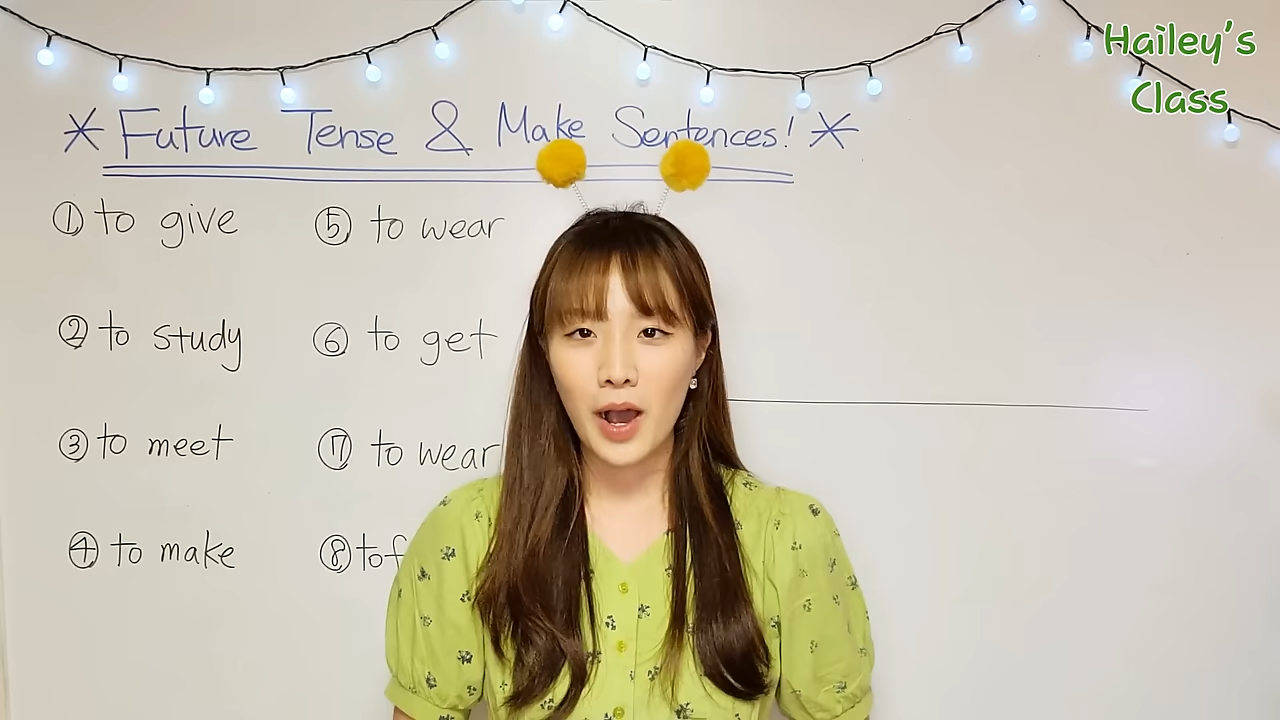 * Future Tense & Make Sentences! *
① to give
② to study
③ to meet
④ to make
⑤ to wear
⑥ to get
⑦ to wear
⑧ to f
Hailey's
Class